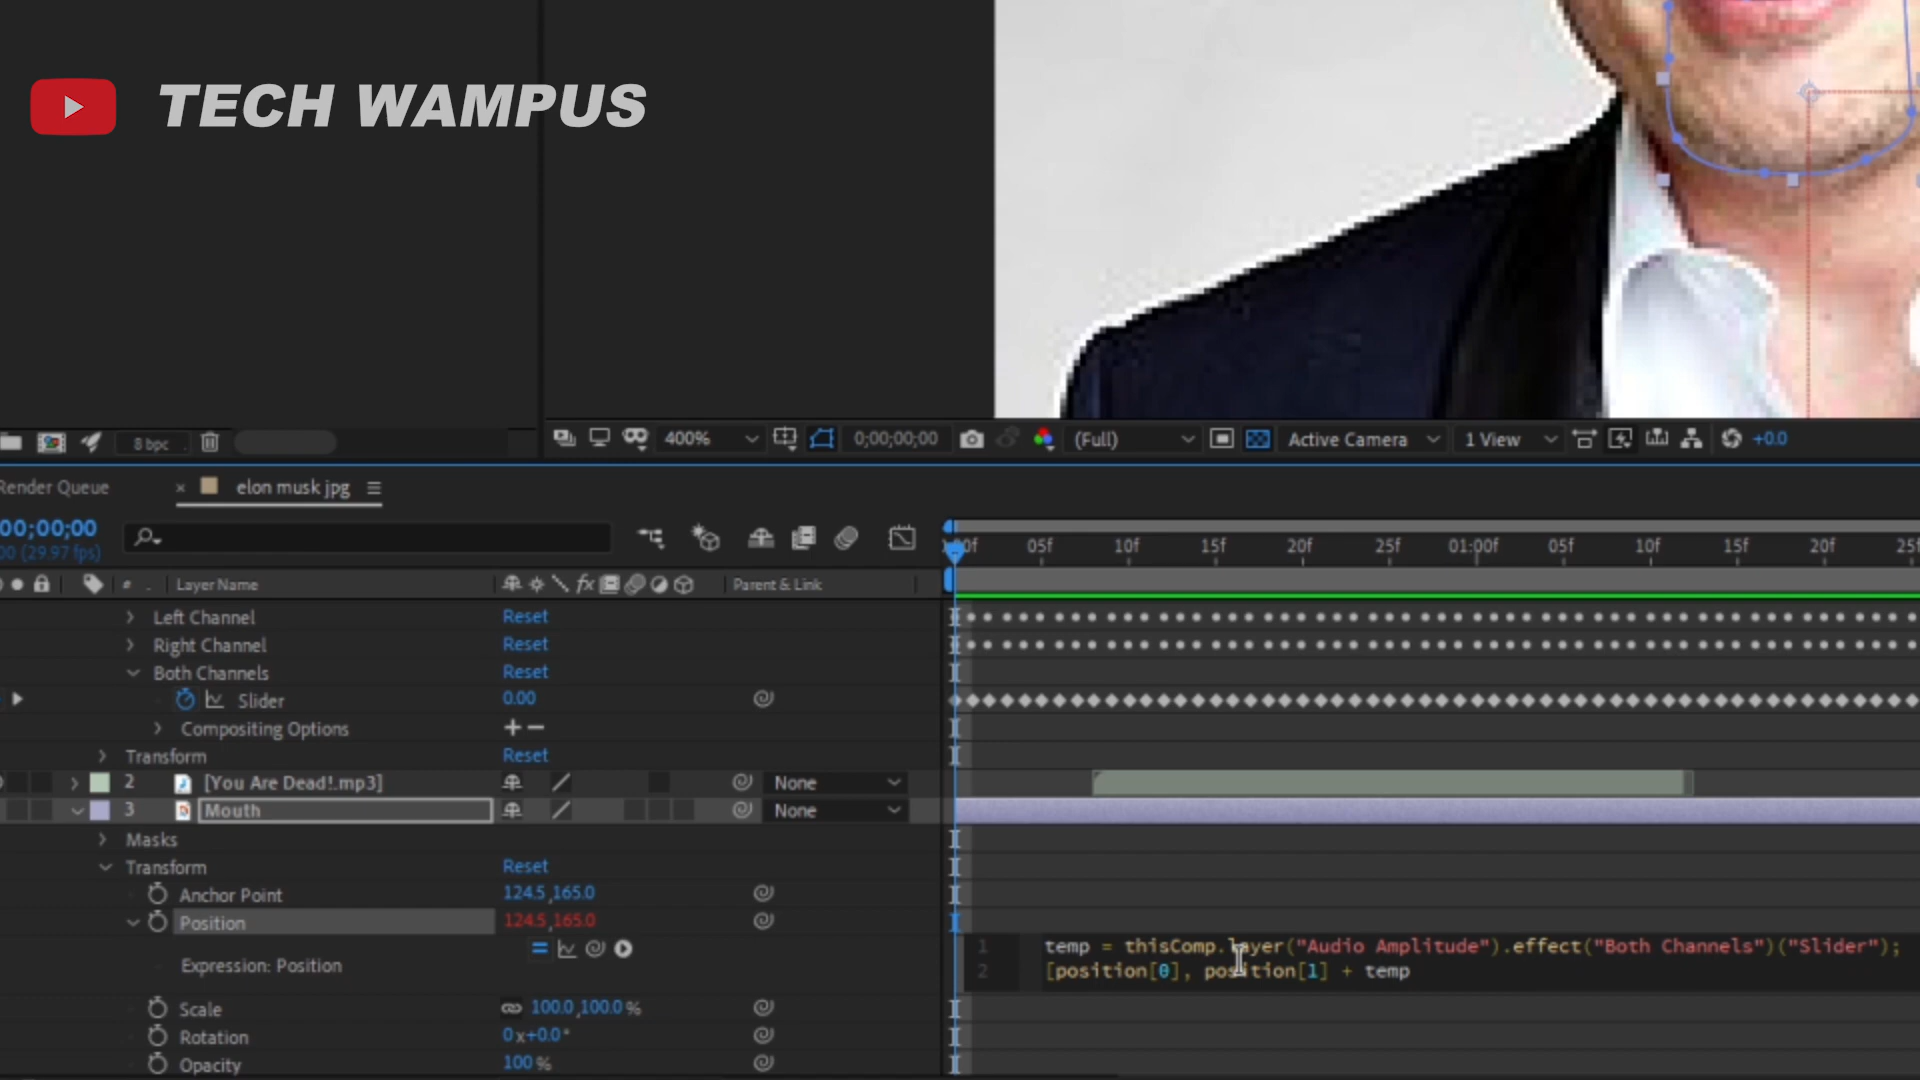 TECH WAMPUS
8 bpc
400%
0;00;00;00
(Full)
Active Camera
1 View
+0.0
Render Queue
elon musk jpg
00;00;00
00 (29.97 fps)
05f 10f 15f 20f 25f 01:00f 05f 10f 15f 20f 25f
# . Layer Name Parent & Link
Left Channel Reset
Right Channel Reset
Both Channels Reset
Slider 0.00
Compositing Options
Transform Reset
2 [You Are Dead!.mp3] None
3 Mouth None
Masks
Transform Reset
Anchor Point 124.5,165.0
Position 124.5,165.0
Expression: Position
1 temp = thisComp.layer("Audio Amplitude").effect("Both Channels")("Slider");
2 [position[0], position[1] + temp
Scale 100.0,100.0%
Rotation 0x+0.0°
Opacity 100%